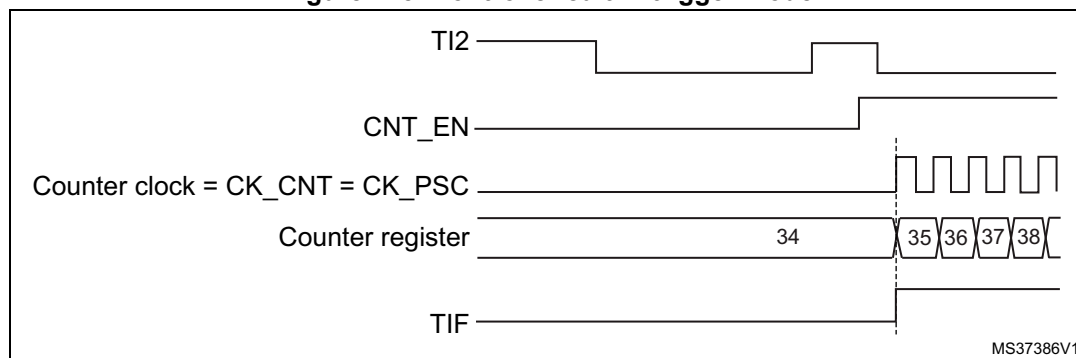 TI2
CNT_EN
Counter clock = CK_CNT = CK_PSC
Counter register 34 35 36 37 38
TIF
MS37386V1